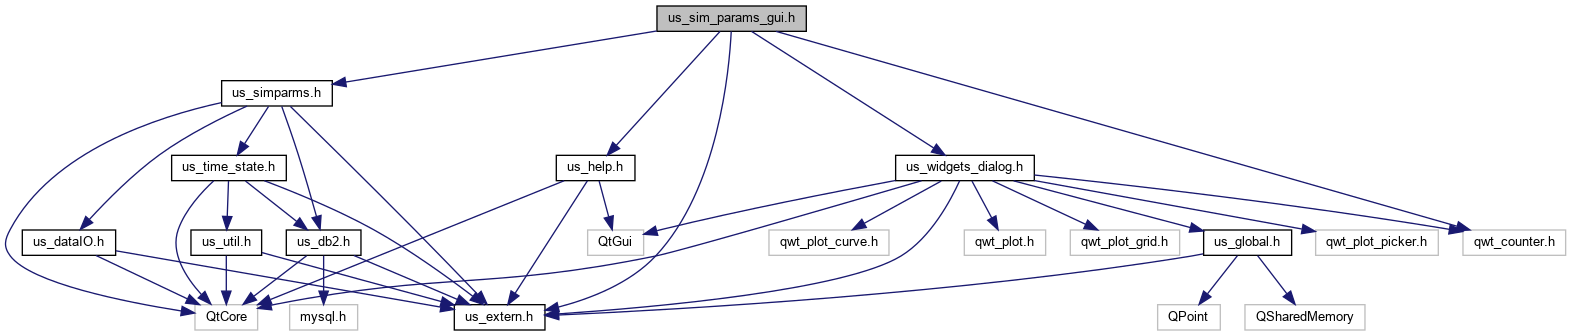 us_sim_params_gui.h
us_simparms.h
us_time_state.h
us_help.h
us_widgets_dialog.h
us_dataIO.h
us_util.h
us_db2.h
QtGui
qwt_plot_curve.h
qwt_plot.h
qwt_plot_grid.h
us_global.h
qwt_plot_picker.h
qwt_counter.h
QtCore
mysql.h
us_extern.h
QPoint
QSharedMemory